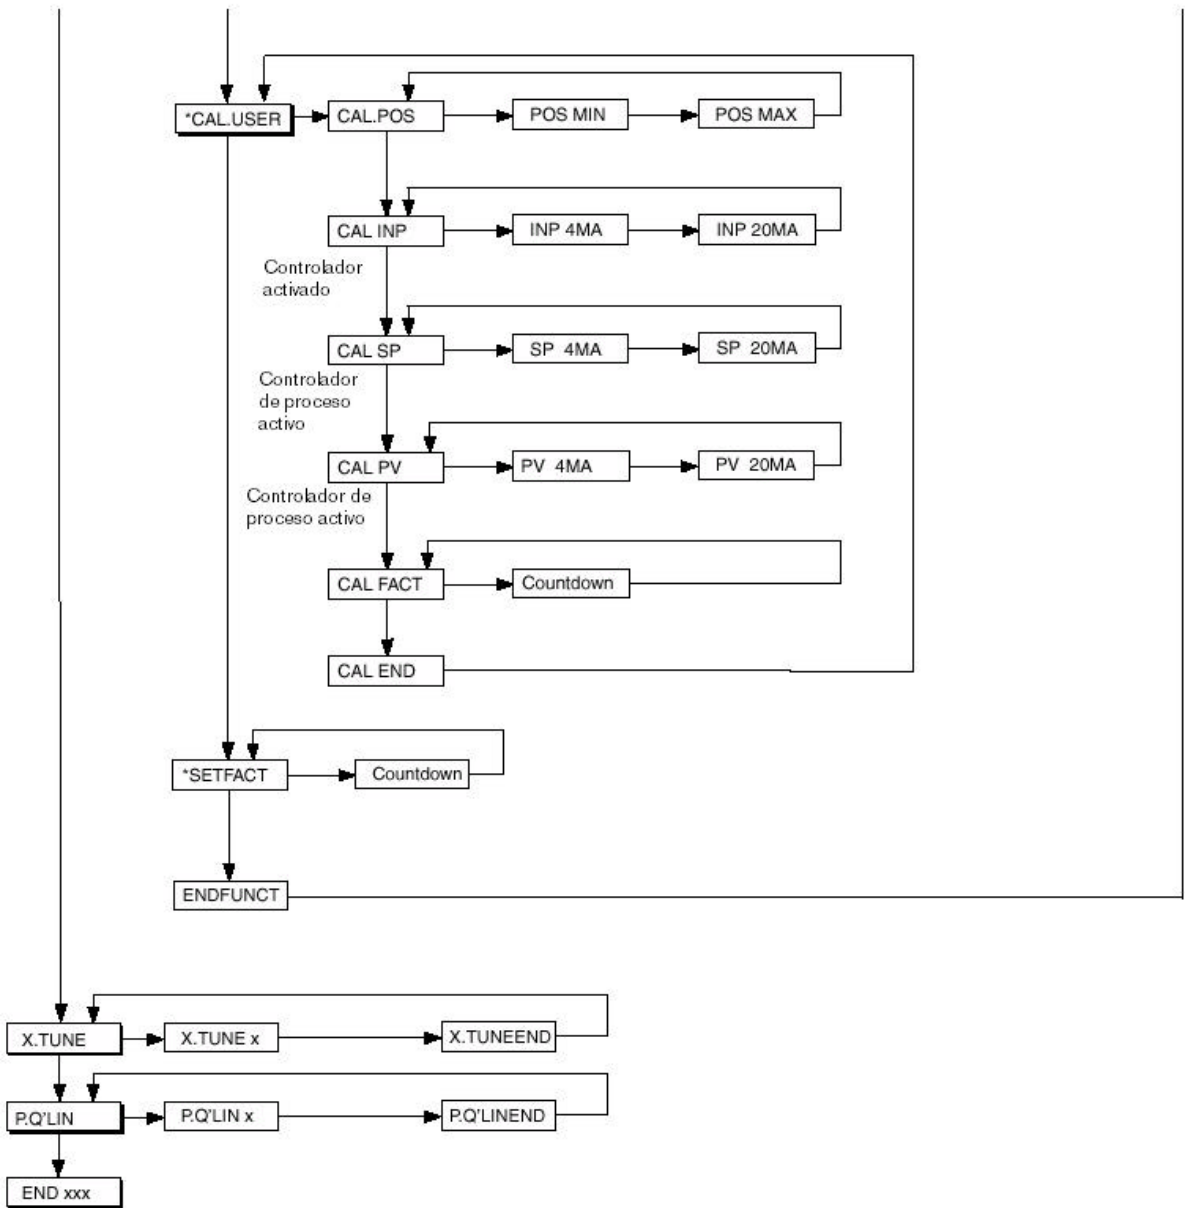 *CAL.USER
CAL.POS
POS MIN
POS MAX
CAL INP
INP 4MA
INP 20MA
Controlador
activado
CAL SP
SP 4MA
SP 20MA
Controlador
de proceso
activo
CAL PV
PV 4MA
PV 20MA
Controlador de
proceso activo
CAL FACT
Countdown
CAL END
*SETFACT
Countdown
ENDFUNCT
X.TUNE
X.TUNE x
X.TUNEEND
P.Q'LIN
P.Q'LIN x
P.Q'LINEND
END xxx